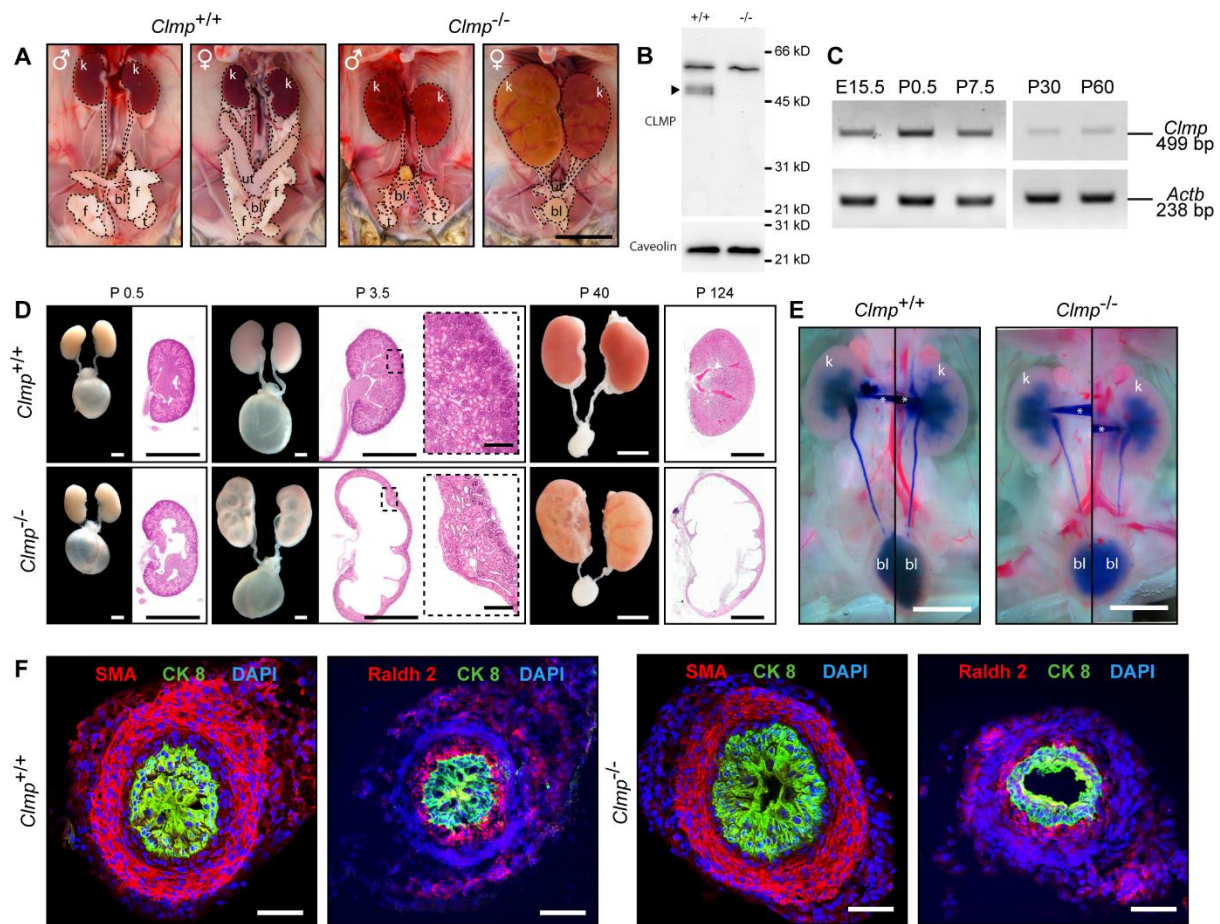 Clmp+/+
Clmp-/-
A
♂
k
k
f
bl
f
t
♀
k
k
ut
f
bl
f
♂
k
k
bl
t
t
♀
k
k
ut
bl
B
+/+
-/-
66 kD
45 kD
CLMP
31 kD
21 kD
31 kD
Caveolin
21 kD
C
E15.5
P0.5
P7.5
P30
P60
Clmp
499 bp
Actb
238 bp
D
P 0.5
P 3.5
P 40
P 124
Clmp+/+
Clmp-/-
E
Clmp+/+
Clmp-/-
k
k
*
*
bl
bl
k
k
*
*
bl
bl
F
Clmp+/+
SMA CK 8 DAPI
Raldh 2 CK 8 DAPI
Clmp-/-
SMA CK 8 DAPI
Raldh 2 CK 8 DAPI